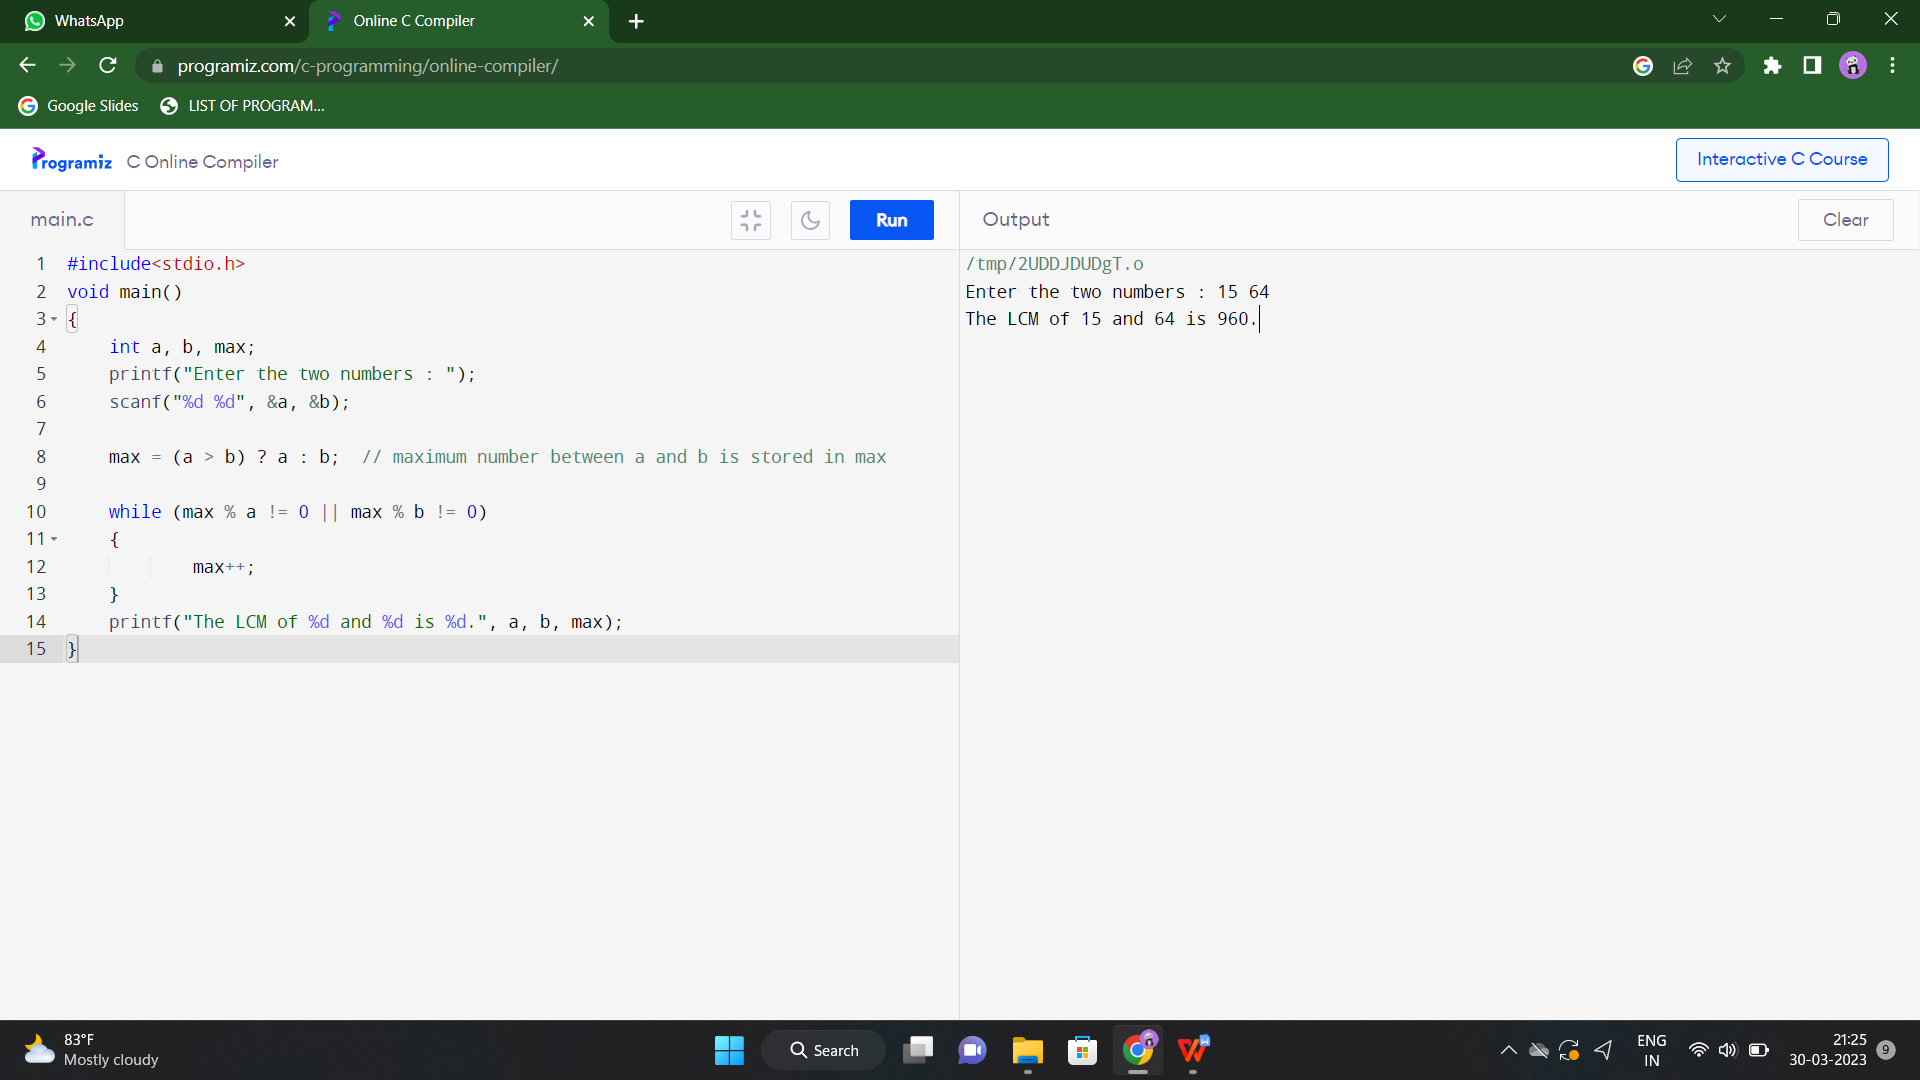 WhatsApp
Online C Compiler
programiz.com/c-programming/online-compiler/
Google Slides
LIST OF PROGRAM...
Programiz C Online Compiler
Interactive C Course
main.c
Run
Output
Clear
1 #include<stdio.h>
2 void main()
3 {
4 int a, b, max;
5 printf("Enter the two numbers : ");
6 scanf("%d %d", &a, &b);
7
8 max = (a > b) ? a : b;  // maximum number between a and b is stored in max
9
10 while (max % a != 0 || max % b != 0)
11 {
12 max++;
13 }
14 printf("The LCM of %d and %d is %d.", a, b, max);
15 }
/tmp/2UDDJDUDgT.o
Enter the two numbers : 15 64
The LCM of 15 and 64 is 960.
83°F
Mostly cloudy
Search
ENG
IN
21:25
30-03-2023
9